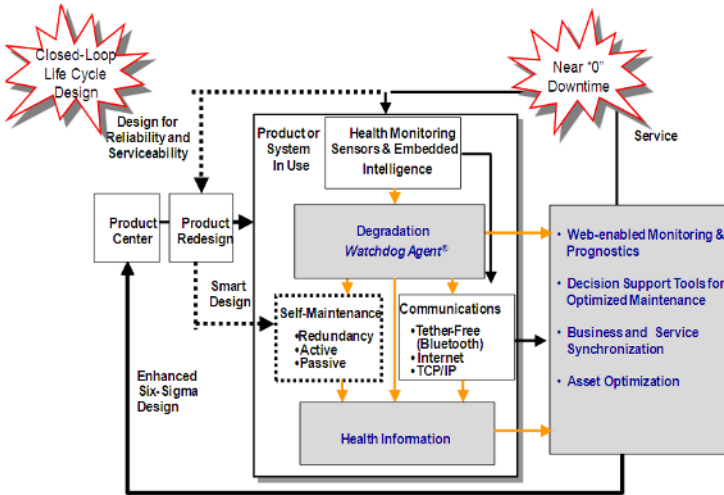 Closed-Loop
Life Cycle
Design
Near "0"
Downtime
Design for
Reliability and
Serviceability
Product or
System
In Use
Health Monitoring
Sensors & Embedded
Intelligence
Service
Product
Center
Product
Redesign
Degradation
Watchdog Agent®
• Web-enabled Monitoring &
Prognostics
• Decision Support Tools for
Optimized Maintenance
• Business and Service
Synchronization
• Asset Optimization
Smart
Design
Self-Maintenance
•Redundancy
•Active
•Passive
Communications
•Tether-Free
(Bluetooth)
•Internet
•TCP/IP
Enhanced
Six-Sigma
Design
Health Information